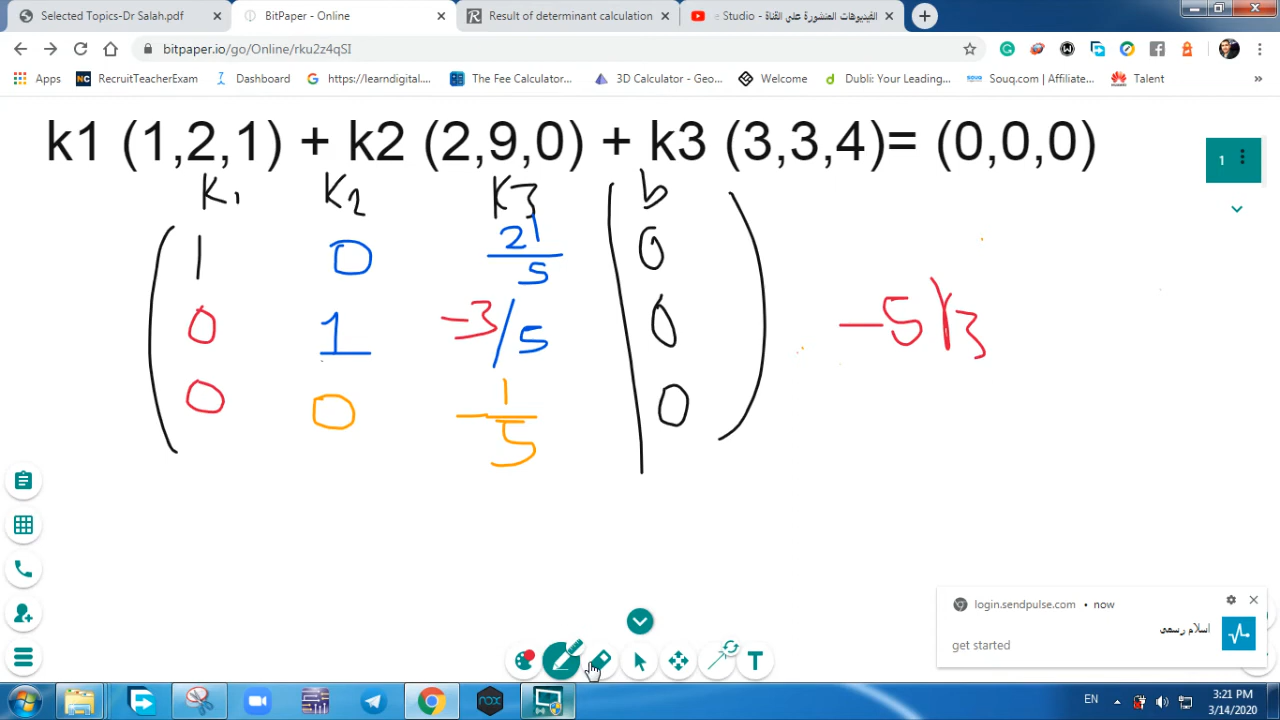 Selected Topics-Dr Salah.pdf
BitPaper - Online
Result of determinant calculation
e Studio - الفيديوهات المنشورة على القناة
bitpaper.io/go/Online/rku2z4qSI
Apps
RecruitTeacherExam
Dashboard
https://learndigital....
The Fee Calculator...
3D Calculator - Geo...
Welcome
Dubli: Your Leading...
Souq.com | Affiliate...
Talent
»
k1 (1,2,1) + k2 (2,9,0) + k3 (3,3,4)= (0,0,0)
1
K1 K2 K3 b
1 0 21/5 0
0 1 -3/5 0
-5/3
0 0 -1/5 0
login.sendpulse.com • now
اسلام رسمى
get started
T
EN
3:21 PM
3/14/2020